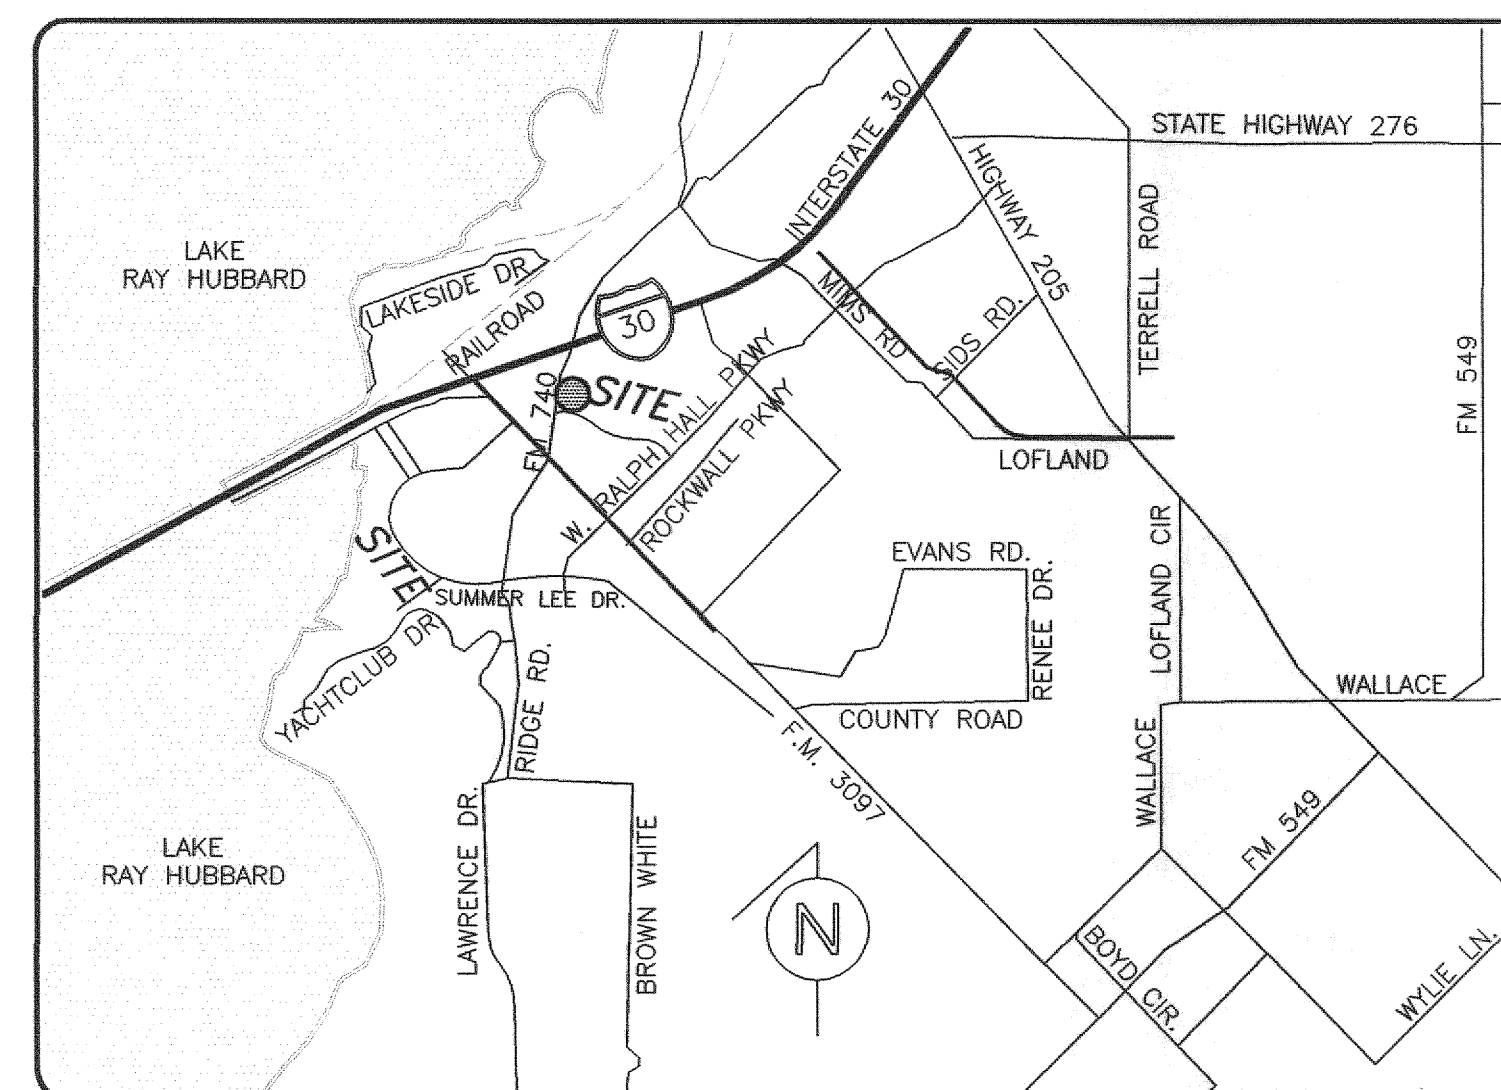 STATE HIGHWAY 276
INTERSTATE 30
HIGHWAY 205
TERRELL ROAD
LAKE
RAY HUBBARD
LAKESIDE DR.
RAILROAD
30
MIMS RD
SIDS RD.
FM 549
FM 740
SITE
W. RALPH HALL PKWY
ROCKWALL PKWY
LOFLAND
SITE
SUMMER LEE DR.
EVANS RD.
RENEE DR.
LOFLAND CIR
YACHTCLUB DR.
RIDGE RD.
COUNTY ROAD
WALLACE
WALLACE
F.M. 3097
FM 549
LAKE
RAY HUBBARD
LAWRENCE DR.
BROWN WHITE
N
BOYD CIR.
WYLIE LN.